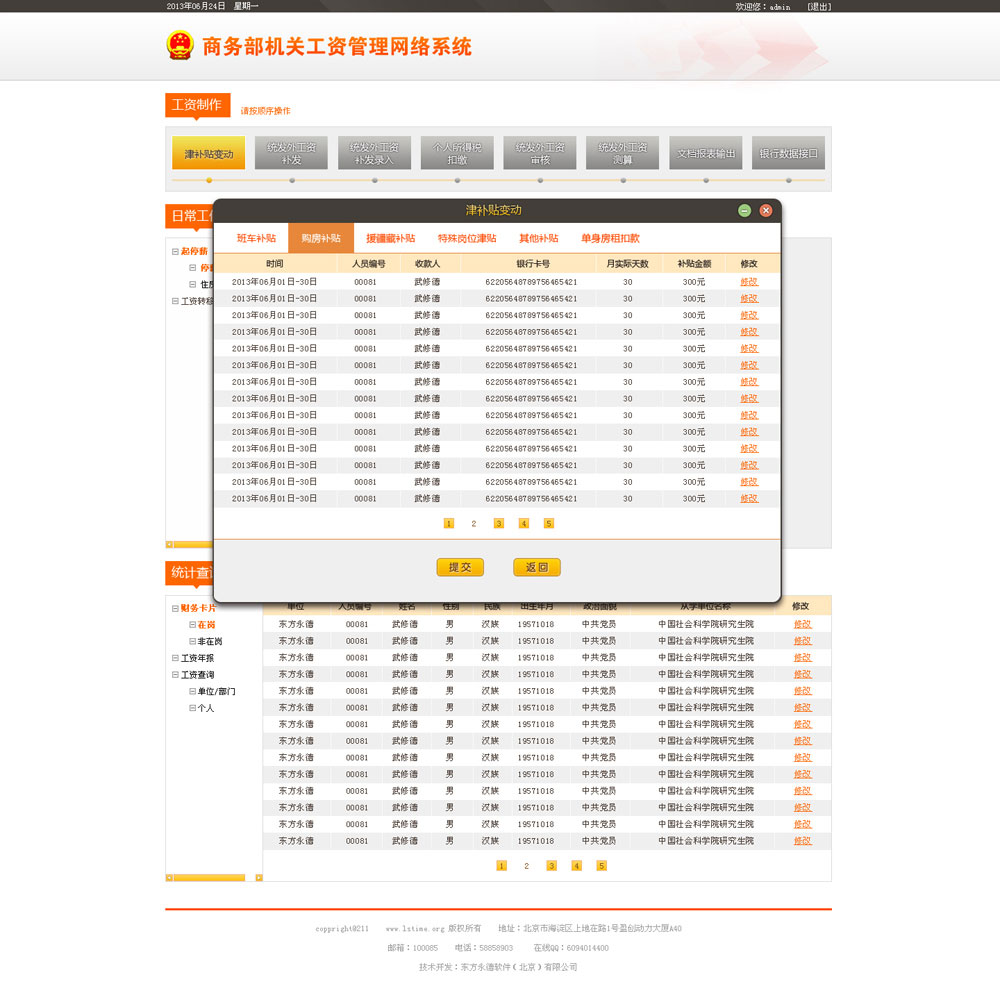 2013年06月24日 星期一 欢迎您：admin [退出]
商务部机关工资管理网络系统
工资制作 请按顺序操作
津补贴变动 统发外工资补发 统发外工资补发录入 个人所得税扣缴 统发外工资审核 统发外工资测算 文档报表输出 银行数据接口
日常工
津补贴变动
班车补贴 购房补贴 援疆藏补贴 特殊岗位津贴 其他补贴 单身房租扣款
时间 人员编号 收款人 银行卡号 月实际天数 补贴金额 修改
2013年06月01日-30日 00081 武修德 62205648789756465421 30 300元 修改
2013年06月01日-30日 00081 武修德 62205648789756465421 30 300元 修改
2013年06月01日-30日 00081 武修德 62205648789756465421 30 300元 修改
2013年06月01日-30日 00081 武修德 62205648789756465421 30 300元 修改
2013年06月01日-30日 00081 武修德 62205648789756465421 30 300元 修改
2013年06月01日-30日 00081 武修德 62205648789756465421 30 300元 修改
2013年06月01日-30日 00081 武修德 62205648789756465421 30 300元 修改
2013年06月01日-30日 00081 武修德 62205648789756465421 30 300元 修改
2013年06月01日-30日 00081 武修德 62205648789756465421 30 300元 修改
2013年06月01日-30日 00081 武修德 62205648789756465421 30 300元 修改
2013年06月01日-30日 00081 武修德 62205648789756465421 30 300元 修改
2013年06月01日-30日 00081 武修德 62205648789756465421 30 300元 修改
2013年06月01日-30日 00081 武修德 62205648789756465421 30 300元 修改
2013年06月01日-30日 00081 武修德 62205648789756465421 30 300元 修改
1 2 3 4 5
提交 返回
起停薪
停
住
工资转移
统计查
财务卡片
在岗
非在岗
工资年报
工资查询
单位/部门
个人
单位 人员编号 姓名 性别 民族 出生年月 政治面貌 从学单位名称 修改
东方永德 00081 武修德 男 汉族 19571018 中共党员 中国社会科学院研究生院 修改
东方永德 00081 武修德 男 汉族 19571018 中共党员 中国社会科学院研究生院 修改
东方永德 00081 武修德 男 汉族 19571018 中共党员 中国社会科学院研究生院 修改
东方永德 00081 武修德 男 汉族 19571018 中共党员 中国社会科学院研究生院 修改
东方永德 00081 武修德 男 汉族 19571018 中共党员 中国社会科学院研究生院 修改
东方永德 00081 武修德 男 汉族 19571018 中共党员 中国社会科学院研究生院 修改
东方永德 00081 武修德 男 汉族 19571018 中共党员 中国社会科学院研究生院 修改
东方永德 00081 武修德 男 汉族 19571018 中共党员 中国社会科学院研究生院 修改
东方永德 00081 武修德 男 汉族 19571018 中共党员 中国社会科学院研究生院 修改
东方永德 00081 武修德 男 汉族 19571018 中共党员 中国社会科学院研究生院 修改
东方永德 00081 武修德 男 汉族 19571018 中共党员 中国社会科学院研究生院 修改
东方永德 00081 武修德 男 汉族 19571018 中共党员 中国社会科学院研究生院 修改
东方永德 00081 武修德 男 汉族 19571018 中共党员 中国社会科学院研究生院 修改
东方永德 00081 武修德 男 汉族 19571018 中共党员 中国社会科学院研究生院 修改
1 2 3 4 5
coppright@211 www.lztime.org 版权所有 地址：北京市海淀区上地在路1号盈创动力大厦A40
邮箱：100085 电话：58858903 在线QQ：6094014400
技术开发：东方永德软件（北京）有限公司